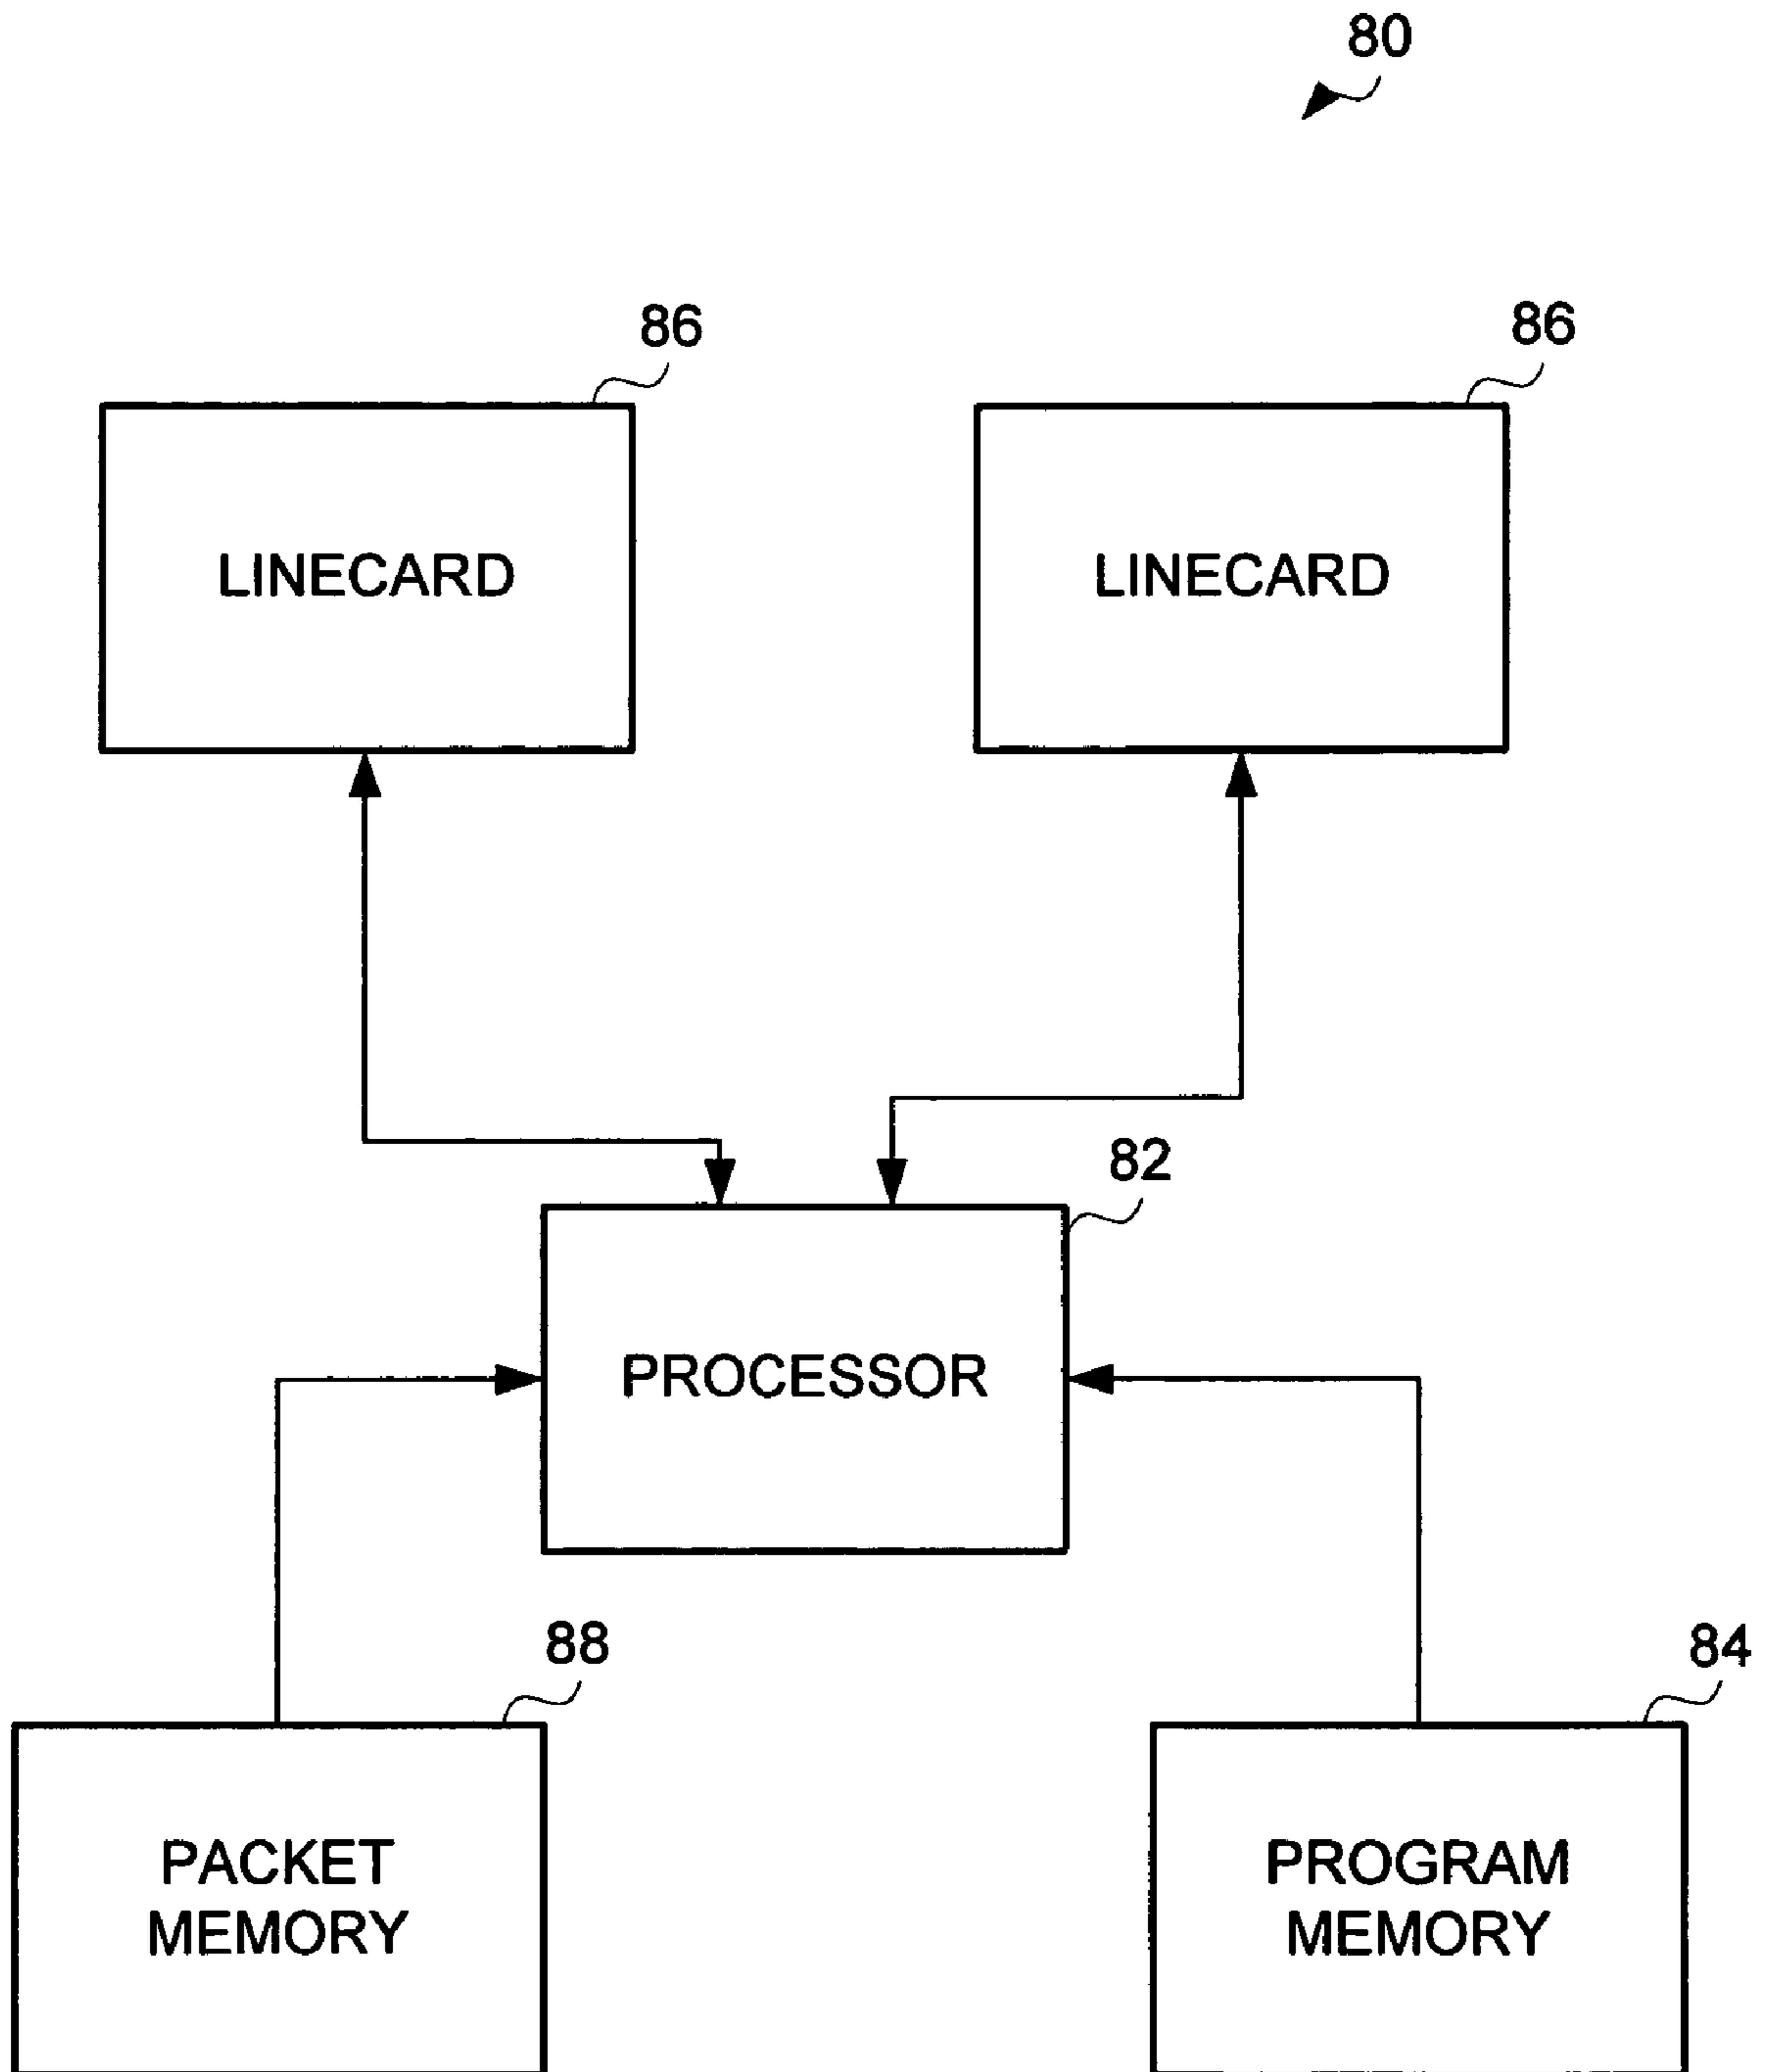 80
86
86
LINECARD
LINECARD
82
PROCESSOR
88
84
PACKET
MEMORY
PROGRAM
MEMORY